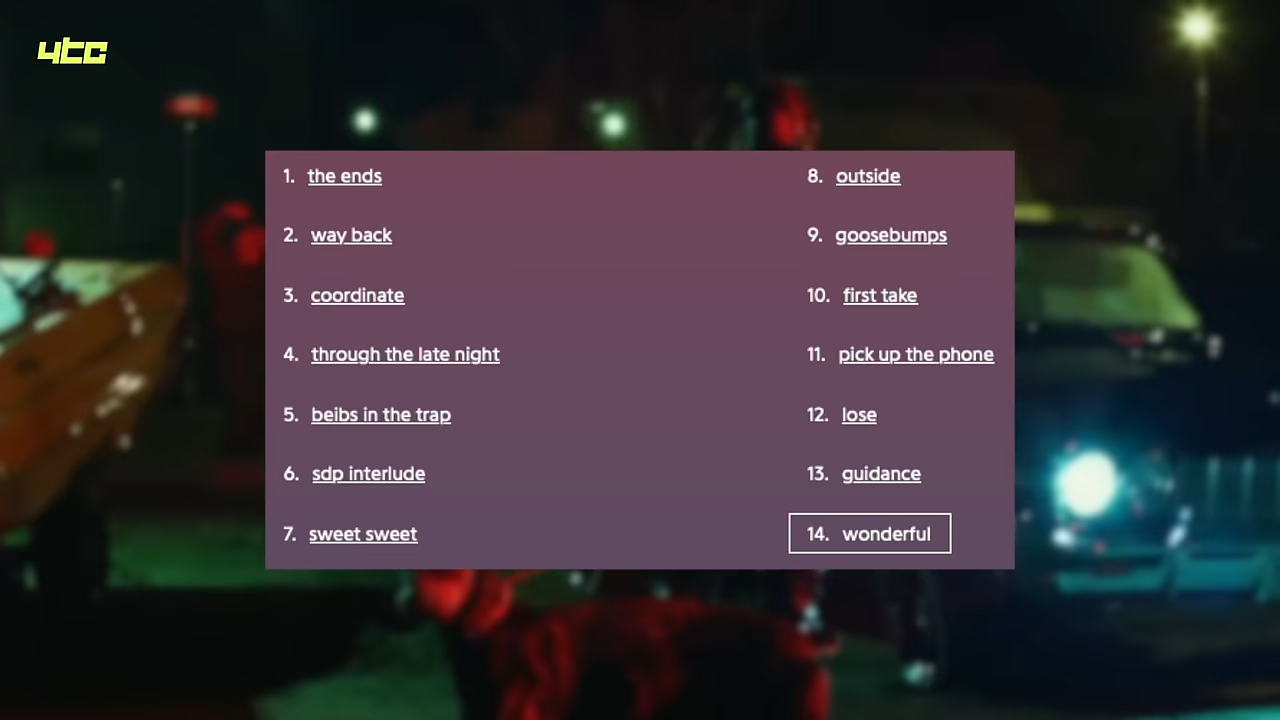 4tc
1. the ends
2. way back
3. coordinate
4. through the late night
5. beibs in the trap
6. sdp interlude
7. sweet sweet
8. outside
9. goosebumps
10. first take
11. pick up the phone
12. lose
13. guidance
14. wonderful